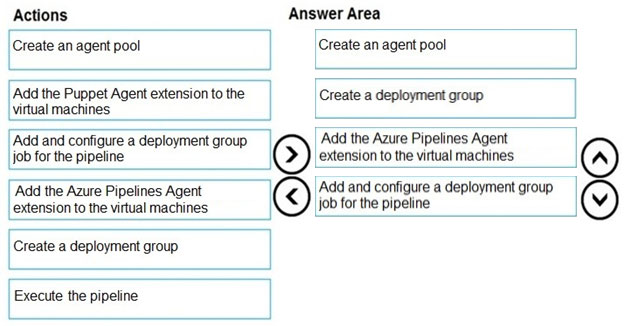 Actions
Create an agent pool
Add the Puppet Agent extension to the
virtual machines
Add and configure a deployment group
job for the pipeline
Add the Azure Pipelines Agent
extension to the virtual machines
Create a deployment group
Execute the pipeline
Answer Area
Create an agent pool
Create a deployment group
Add the Azure Pipelines Agent
extension to the virtual machines
Add and configure a deployment group
job for the pipeline